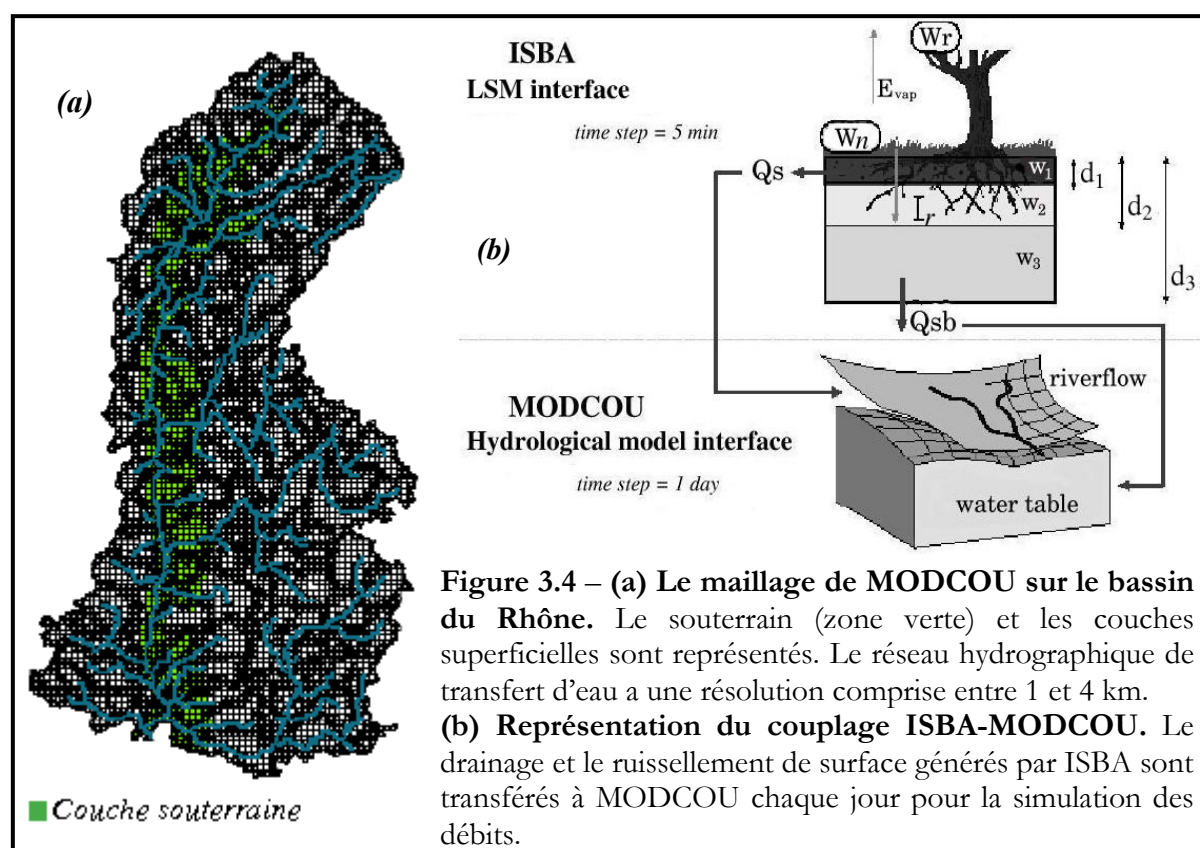 (a)
Couche souterraine
ISBA
LSM interface
time step = 5 min
(b)
Wr
Evap
Wn
Qs
Ir
w1
w2
w3
d1
d2
d3
Qsb
MODCOU
Hydrological model interface
time step = 1 day
riverflow
water table
Figure 3.4 – (a) Le maillage de MODCOU sur le bassin
du Rhône. Le souterrain (zone verte) et les couches
superficielles sont représentés. Le réseau hydrographique de
transfert d'eau a une résolution comprise entre 1 et 4 km.
(b) Représentation du couplage ISBA-MODCOU. Le
drainage et le ruissellement de surface générés par ISBA sont
transférés à MODCOU chaque jour pour la simulation des
débits.